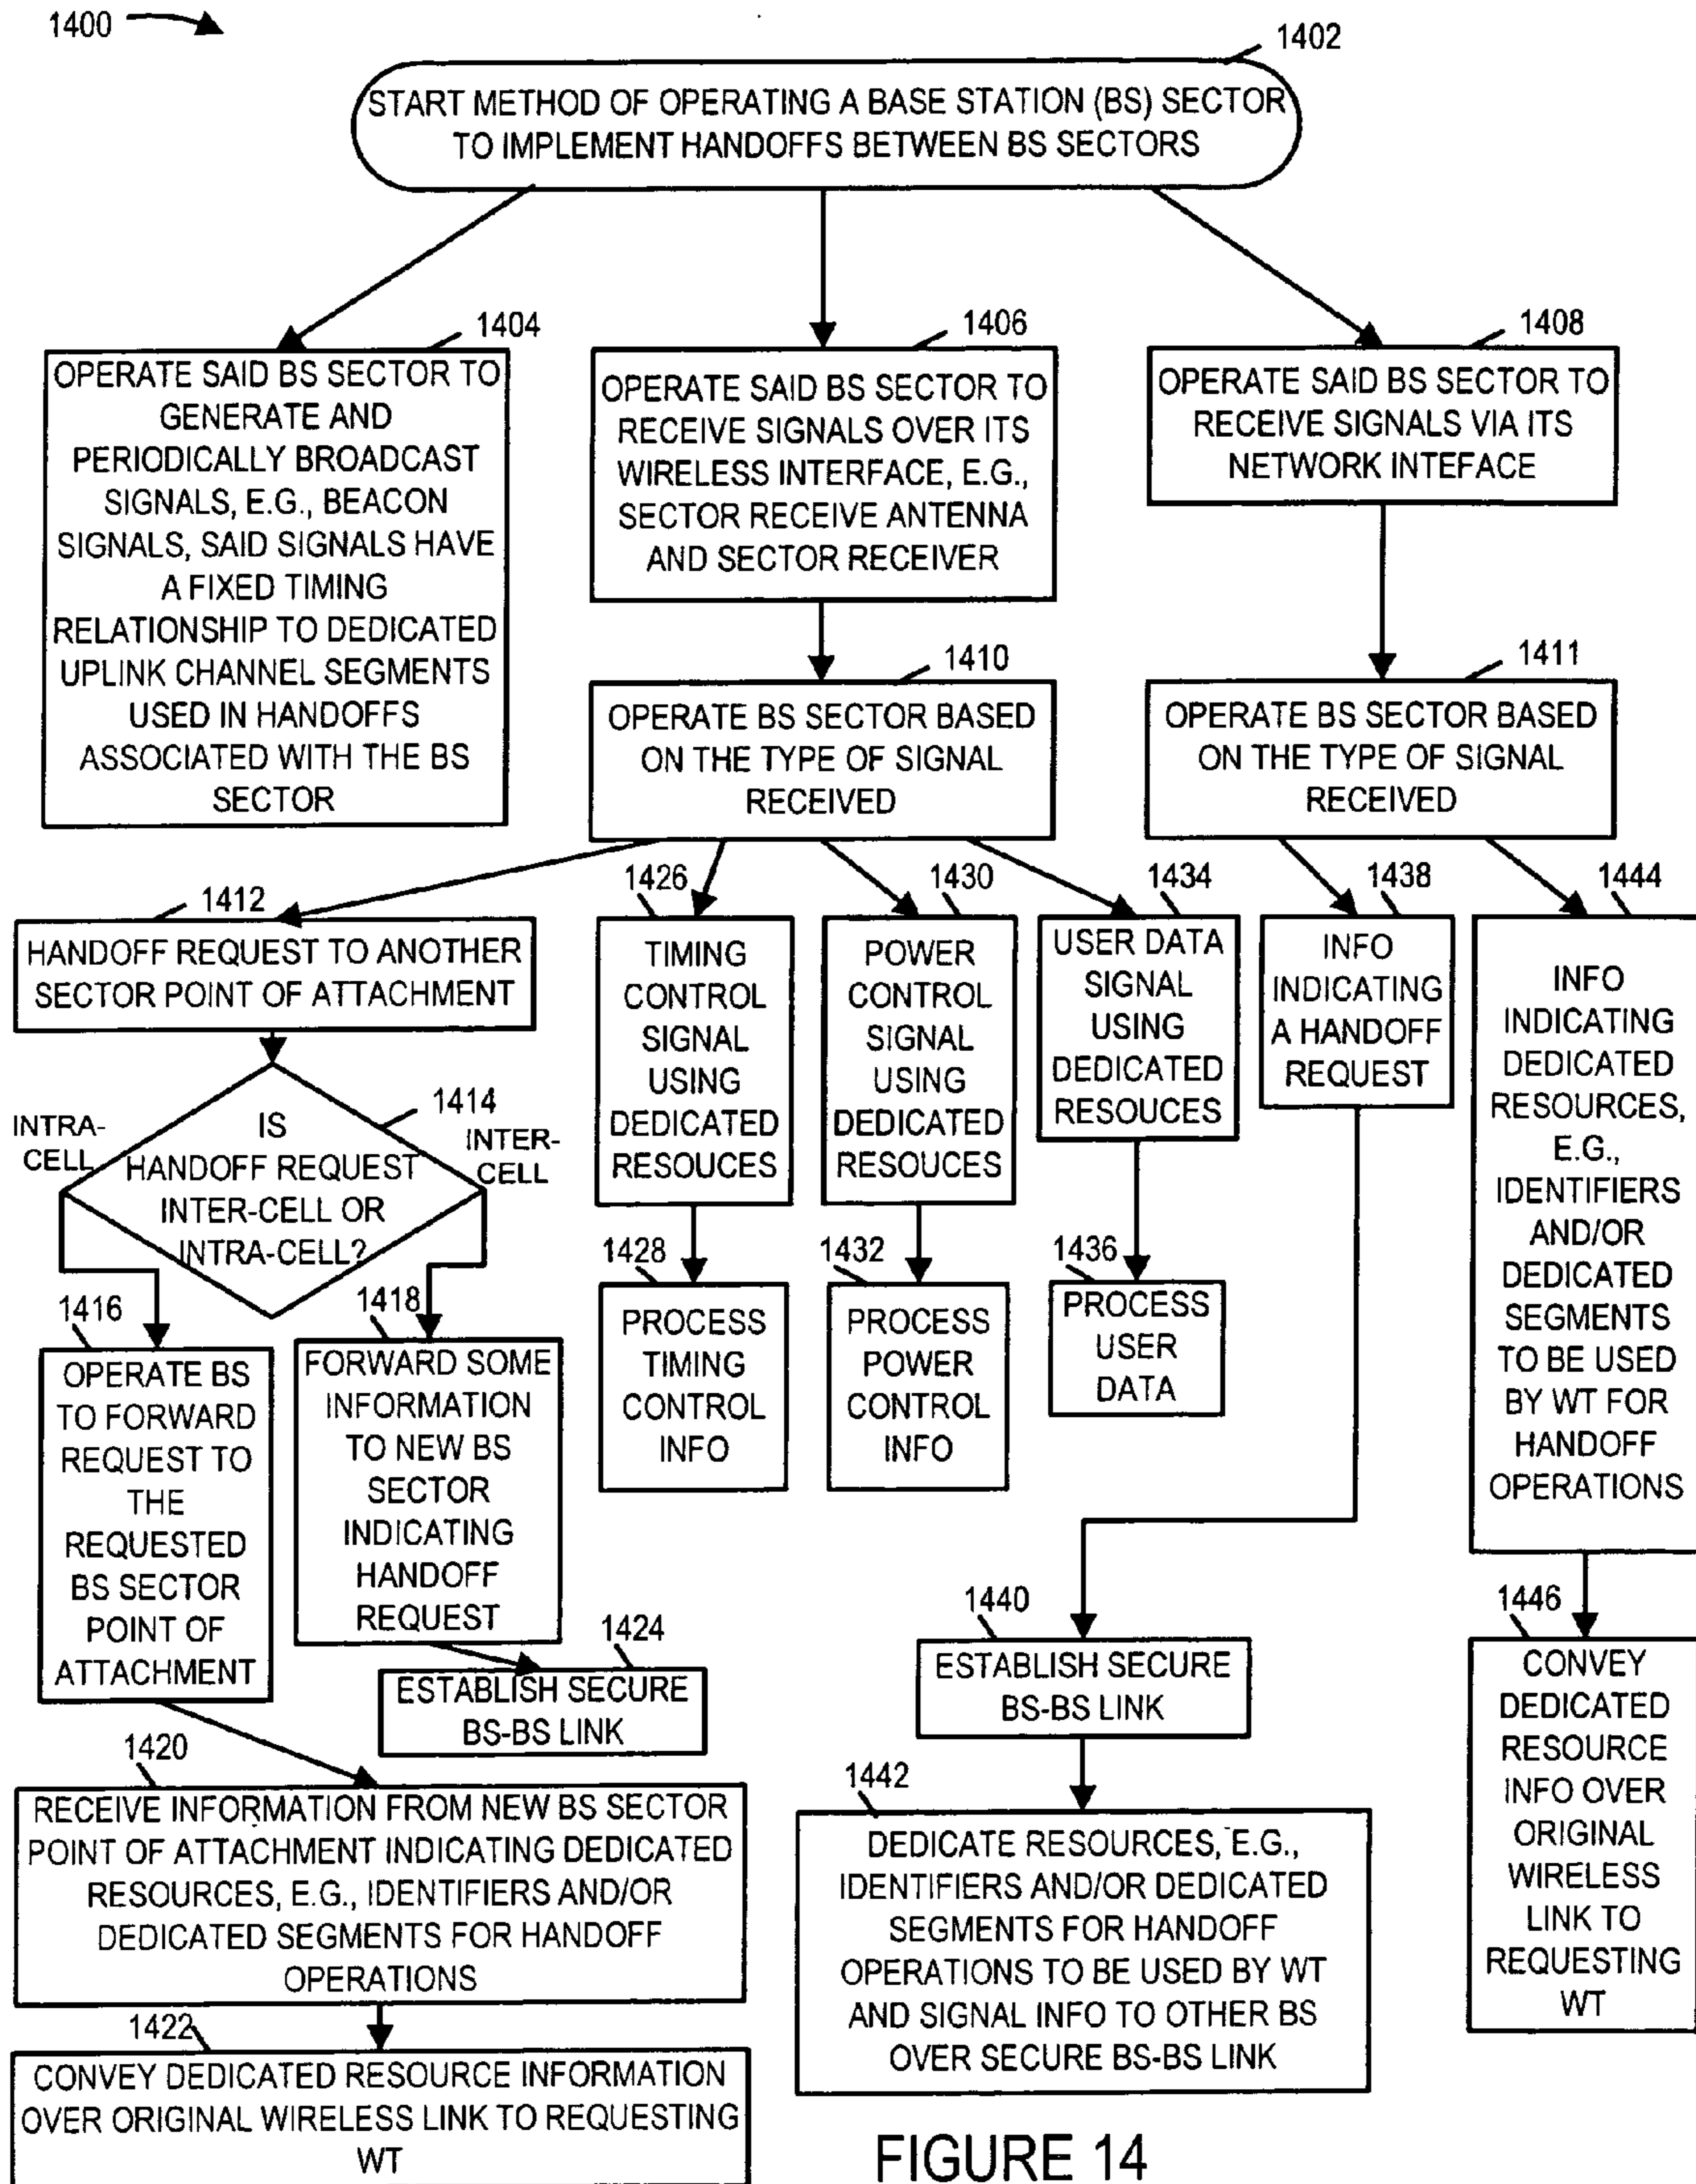 1400
1402
START METHOD OF OPERATING A BASE STATION (BS) SECTOR
TO IMPLEMENT HANDOFFS BETWEEN BS SECTORS
1404
OPERATE SAID BS SECTOR TO
GENERATE AND
PERIODICALLY BROADCAST
SIGNALS, E.G., BEACON
SIGNALS, SAID SIGNALS HAVE
A FIXED TIMING
RELATIONSHIP TO DEDICATED
UPLINK CHANNEL SEGMENTS
USED IN HANDOFFS
ASSOCIATED WITH THE BS
SECTOR
1406
OPERATE SAID BS SECTOR TO
RECEIVE SIGNALS OVER ITS
WIRELESS INTERFACE, E.G.,
SECTOR RECEIVE ANTENNA
AND SECTOR RECEIVER
1408
OPERATE SAID BS SECTOR TO
RECEIVE SIGNALS VIA ITS
NETWORK INTEFACE
1410
OPERATE BS SECTOR BASED
ON THE TYPE OF SIGNAL
RECEIVED
1411
OPERATE BS SECTOR BASED
ON THE TYPE OF SIGNAL
RECEIVED
1412
HANDOFF REQUEST TO ANOTHER
SECTOR POINT OF ATTACHMENT
1414
IS
HANDOFF REQUEST
INTER-CELL OR
INTRA-CELL?
INTRA-
CELL
INTER-
CELL
1416
OPERATE BS
TO FORWARD
REQUEST TO
THE
REQUESTED
BS SECTOR
POINT OF
ATTACHMENT
1418
FORWARD SOME
INFORMATION
TO NEW BS
SECTOR
INDICATING
HANDOFF
REQUEST
1424
ESTABLISH SECURE
BS-BS LINK
1420
RECEIVE INFORMATION FROM NEW BS SECTOR
POINT OF ATTACHMENT INDICATING DEDICATED
RESOURCES, E.G., IDENTIFIERS AND/OR
DEDICATED SEGMENTS FOR HANDOFF
OPERATIONS
1422
CONVEY DEDICATED RESOURCE INFORMATION
OVER ORIGINAL WIRELESS LINK TO REQUESTING
WT
1426
TIMING
CONTROL
SIGNAL
USING
DEDICATED
RESOUCES
1428
PROCESS
TIMING
CONTROL
INFO
1430
POWER
CONTROL
SIGNAL
USING
DEDICATED
RESOUCES
1432
PROCESS
POWER
CONTROL
INFO
1434
USER DATA
SIGNAL
USING
DEDICATED
RESOUCES
1436
PROCESS
USER
DATA
1438
INFO
INDICATING
A HANDOFF
REQUEST
1440
ESTABLISH SECURE
BS-BS LINK
1442
DEDICATE RESOURCES, E.G.,
IDENTIFIERS AND/OR DEDICATED
SEGMENTS FOR HANDOFF
OPERATIONS TO BE USED BY WT
AND SIGNAL INFO TO OTHER BS
OVER SECURE BS-BS LINK
1444
INFO
INDICATING
DEDICATED
RESOURCES,
E.G.,
IDENTIFIERS
AND/OR
DEDICATED
SEGMENTS
TO BE USED
BY WT FOR
HANDOFF
OPERATIONS
1446
CONVEY
DEDICATED
RESOURCE
INFO OVER
ORIGINAL
WIRELESS
LINK TO
REQUESTING
WT
FIGURE 14